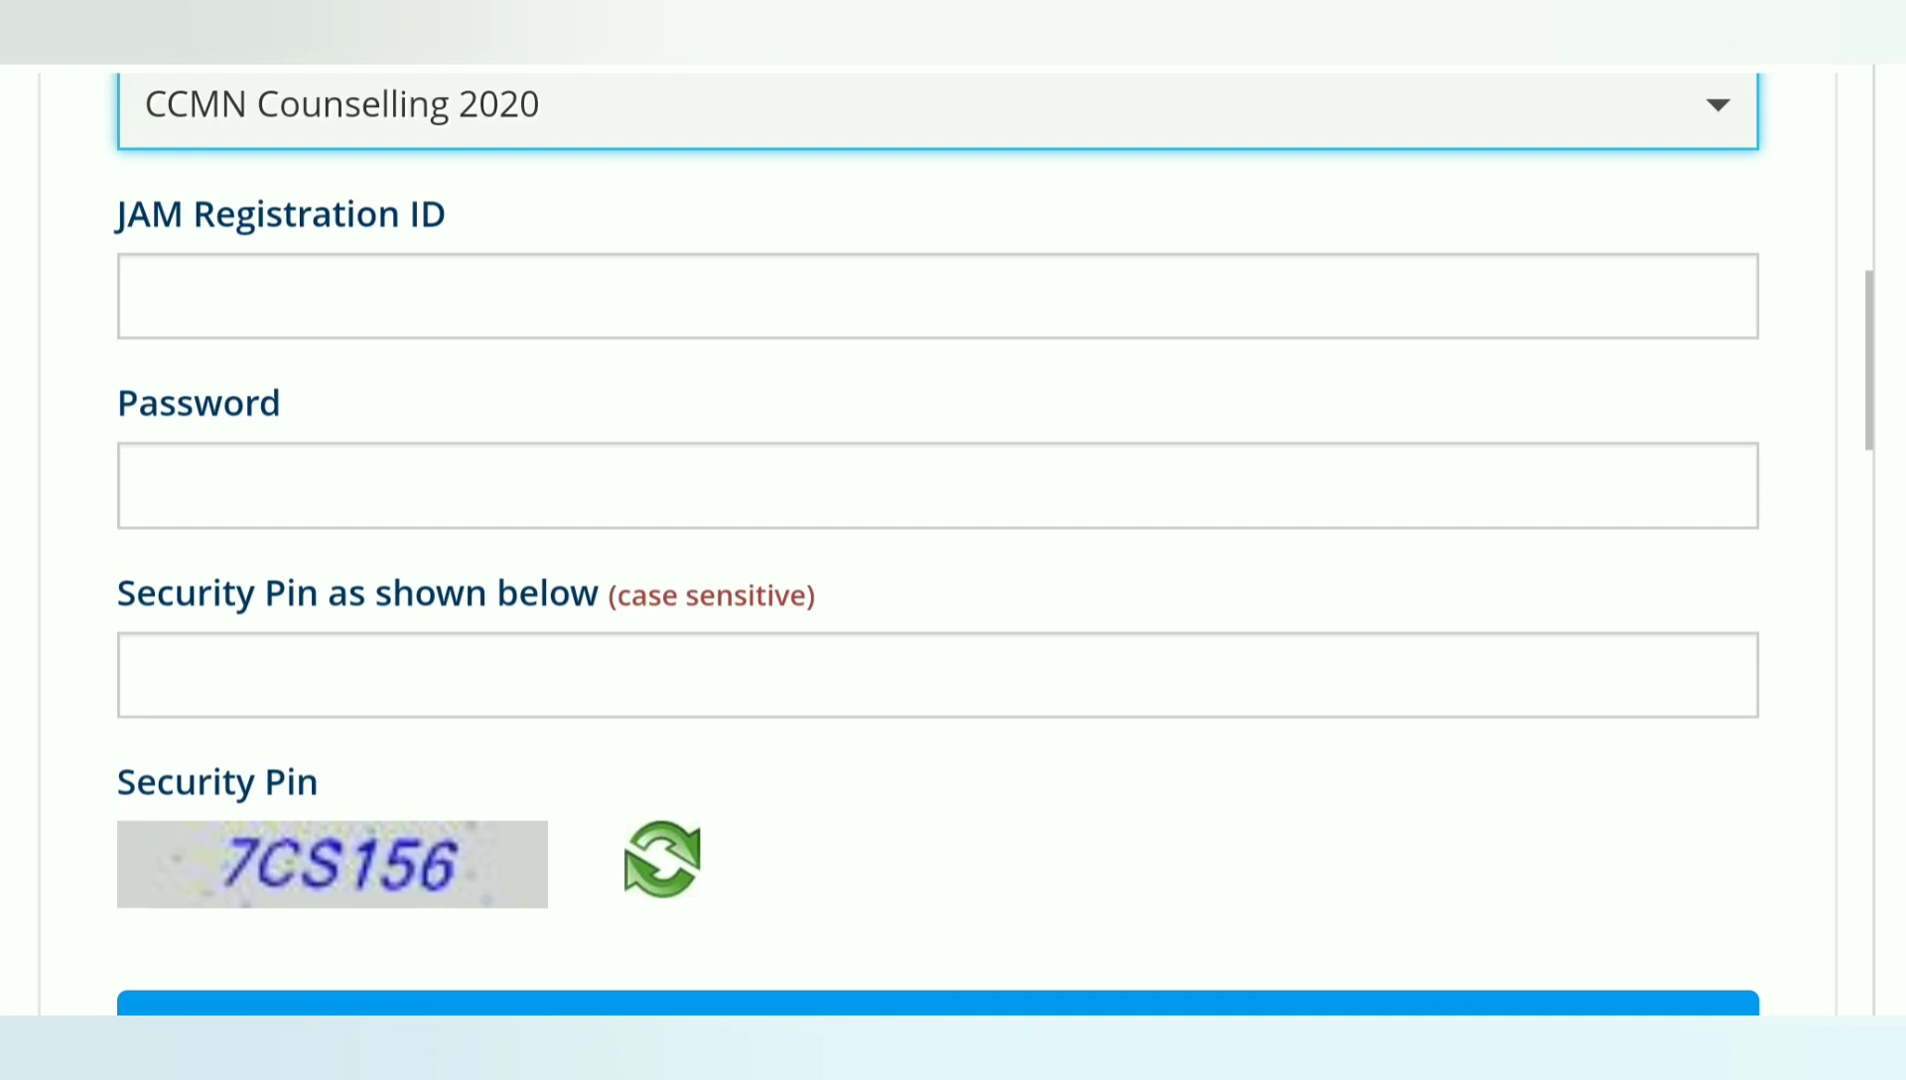 CCMN Counselling 2020
JAM Registration ID
Password
Security Pin as shown below (case sensitive)
Security Pin
7CS156